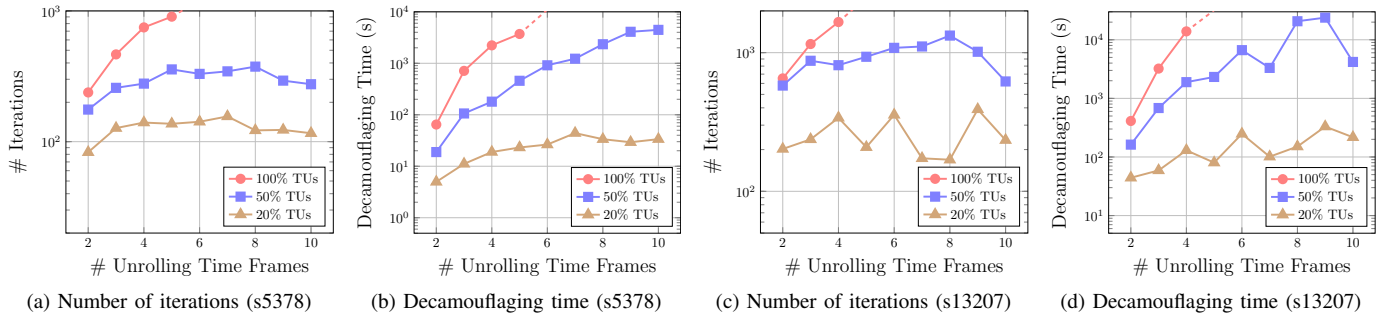 10³
10²
# Iterations
2 4 6 8 10
# Unrolling Time Frames
100% TUs
50% TUs
20% TUs
(a) Number of iterations (s5378)
10⁴
10³
10²
10¹
10⁰
Decamouflaging Time (s)
2 4 6 8 10
# Unrolling Time Frames
100% TUs
50% TUs
20% TUs
(b) Decamouflaging time (s5378)
10³
10²
# Iterations
2 4 6 8 10
# Unrolling Time Frames
100% TUs
50% TUs
20% TUs
(c) Number of iterations (s13207)
10⁴
10³
10²
10¹
Decamouflaging Time (s)
2 4 6 8 10
# Unrolling Time Frames
100% TUs
50% TUs
20% TUs
(d) Decamouflaging time (s13207)